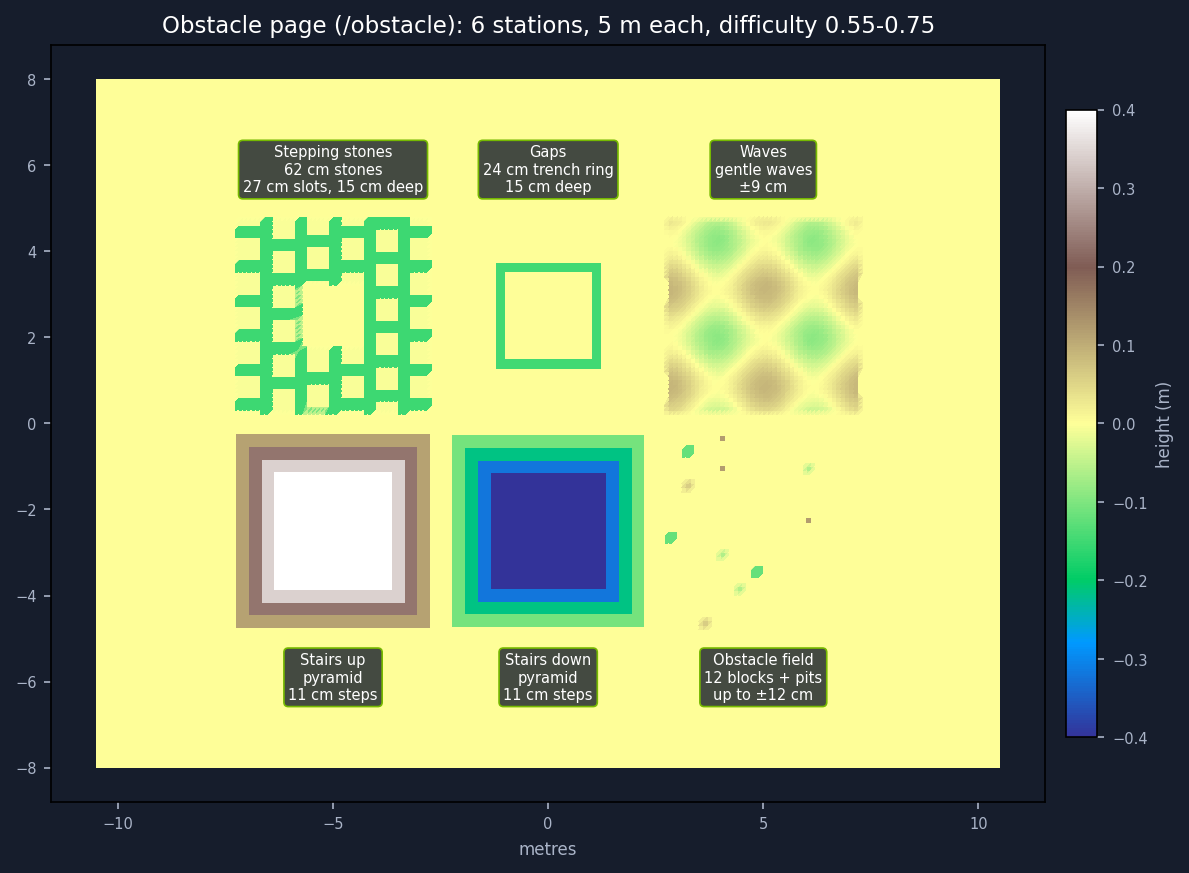 Obstacle page (/obstacle): 6 stations, 5 m each, difficulty 0.55-0.75
Stepping stones
62 cm stones
27 cm slots, 15 cm deep
Gaps
24 cm trench ring
15 cm deep
Waves
gentle waves
±9 cm
Stairs up
pyramid
11 cm steps
Stairs down
pyramid
11 cm steps
Obstacle field
12 blocks + pits
up to ±12 cm
8
6
4
2
0
−2
−4
−6
−8
−10
−5
0
5
10
metres
0.4
0.3
0.2
0.1
0.0
−0.1
−0.2
−0.3
−0.4
height (m)